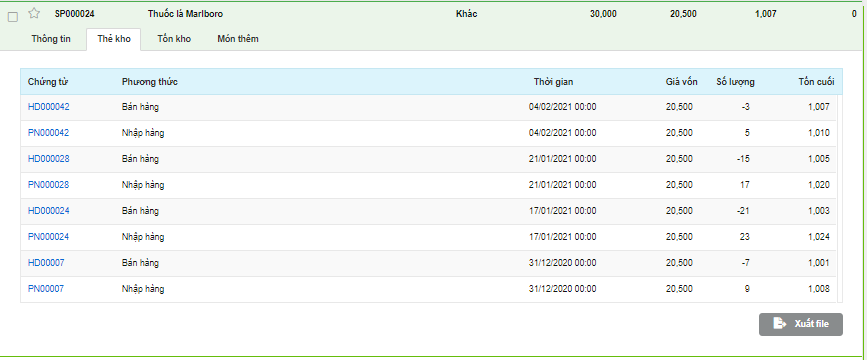 SP000024 Thuốc lá Marlboro Khác 30,000 20,500 1,007 0
Thông tin Thẻ kho Tồn kho Món thêm
Chứng từ Phương thức Thời gian Giá vốn Số lượng Tồn cuối
HD000042 Bán hàng 04/02/2021 00:00 20,500 -3 1,007
PN000042 Nhập hàng 04/02/2021 00:00 20,500 5 1,010
HD000028 Bán hàng 21/01/2021 00:00 20,500 -15 1,005
PN000028 Nhập hàng 21/01/2021 00:00 20,500 17 1,020
HD000024 Bán hàng 17/01/2021 00:00 20,500 -21 1,003
PN000024 Nhập hàng 17/01/2021 00:00 20,500 23 1,024
HD00007 Bán hàng 31/12/2020 00:00 20,500 -7 1,001
PN00007 Nhập hàng 31/12/2020 00:00 20,500 9 1,008
Xuất file